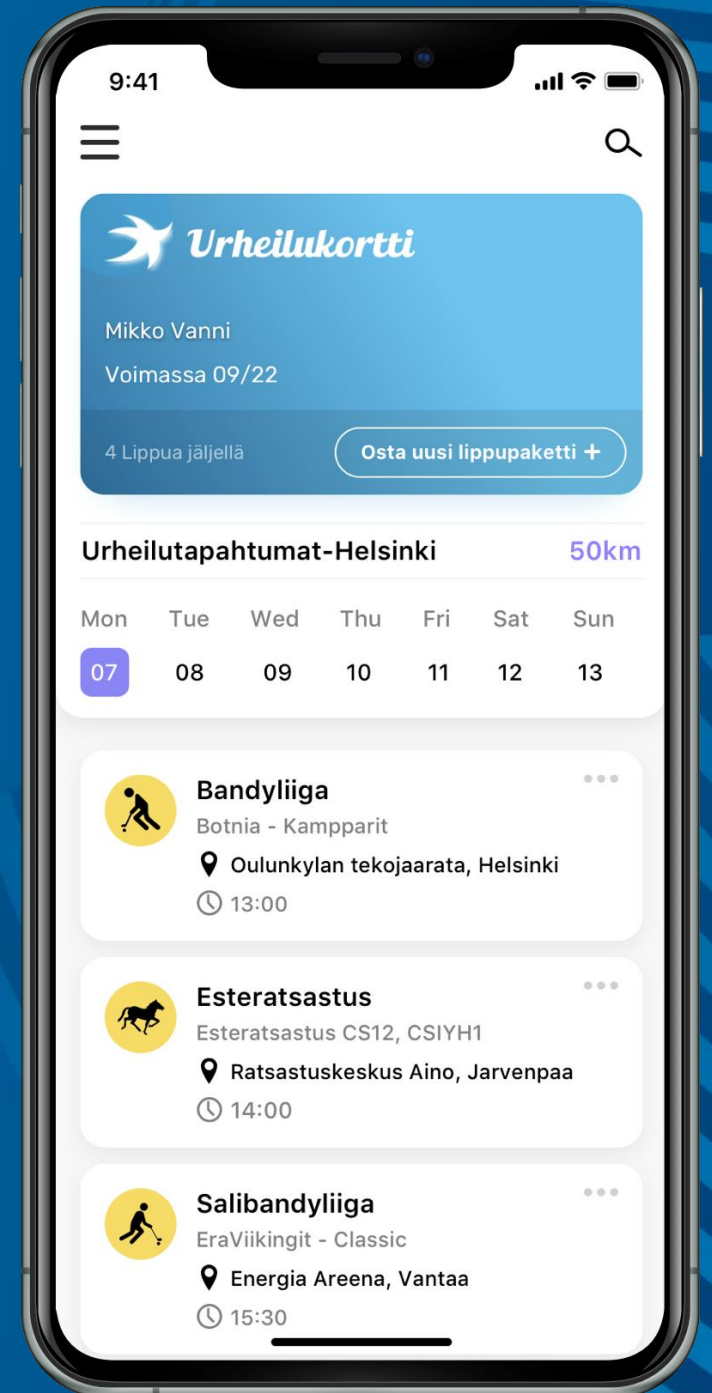 9:41
Urheilukortti
Mikko Vanni
Voimassa 09/22
4 Lippua jäljellä
Osta uusi lippupaketti +
Urheilutapahtumat-Helsinki 50km
Mon Tue Wed Thu Fri Sat Sun
07 08 09 10 11 12 13
Bandyliiga
Botnia - Kampparit
Oulunkylan tekojaarata, Helsinki
13:00
Esteratsastus
Esteratsastus CS12, CSIYH1
Ratsastuskeskus Aino, Jarvenpaa
14:00
Salibandyliiga
EraViikingit - Classic
Energia Areena, Vantaa
15:30